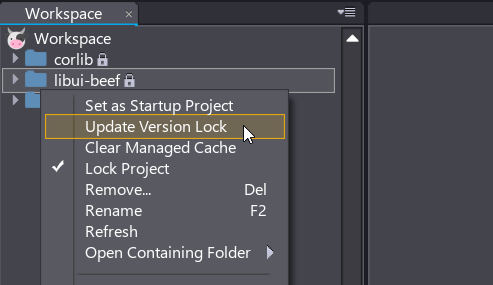 Workspace
Workspace
corlib
libui-beef
Set as Startup Project
Update Version Lock
Clear Managed Cache
Lock Project
Remove... Del
Rename F2
Refresh
Open Containing Folder